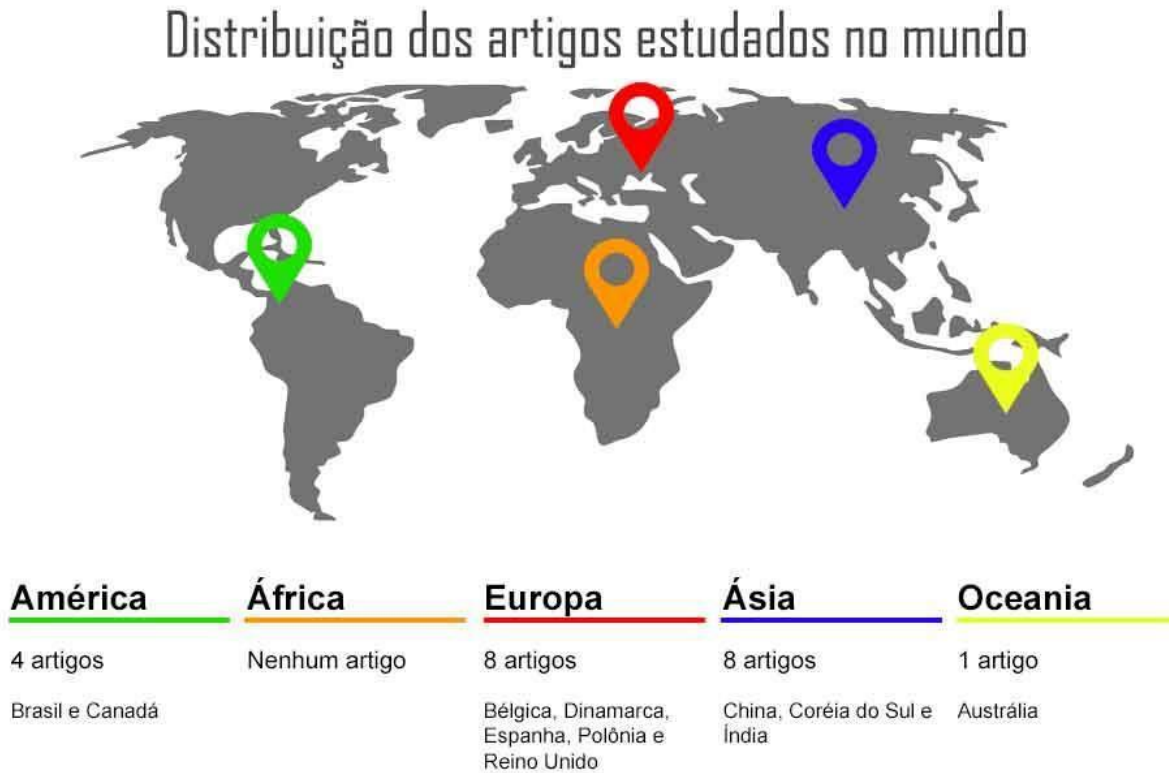 Distribuição dos artigos estudados no mundo
América
4 artigos
Brasil e Canadá
África
Nenhum artigo
Europa
8 artigos
Bélgica, Dinamarca,
Espanha, Polônia e
Reino Unido
Ásia
8 artigos
China, Coréia do Sul e
Índia
Oceania
1 artigo
Austrália